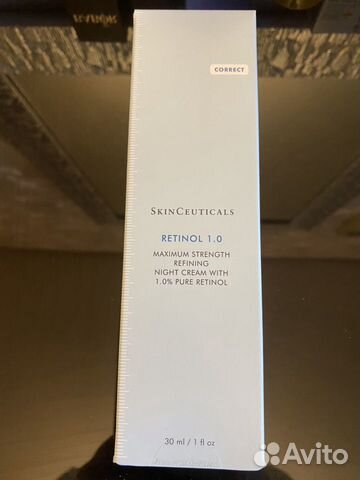 CORRECT
SKINCEUTICALS
RETINOL 1.0
MAXIMUM STRENGTH
REFINING
NIGHT CREAM WITH
1.0% PURE RETINOL
30 ml / 1 fl oz
Avito